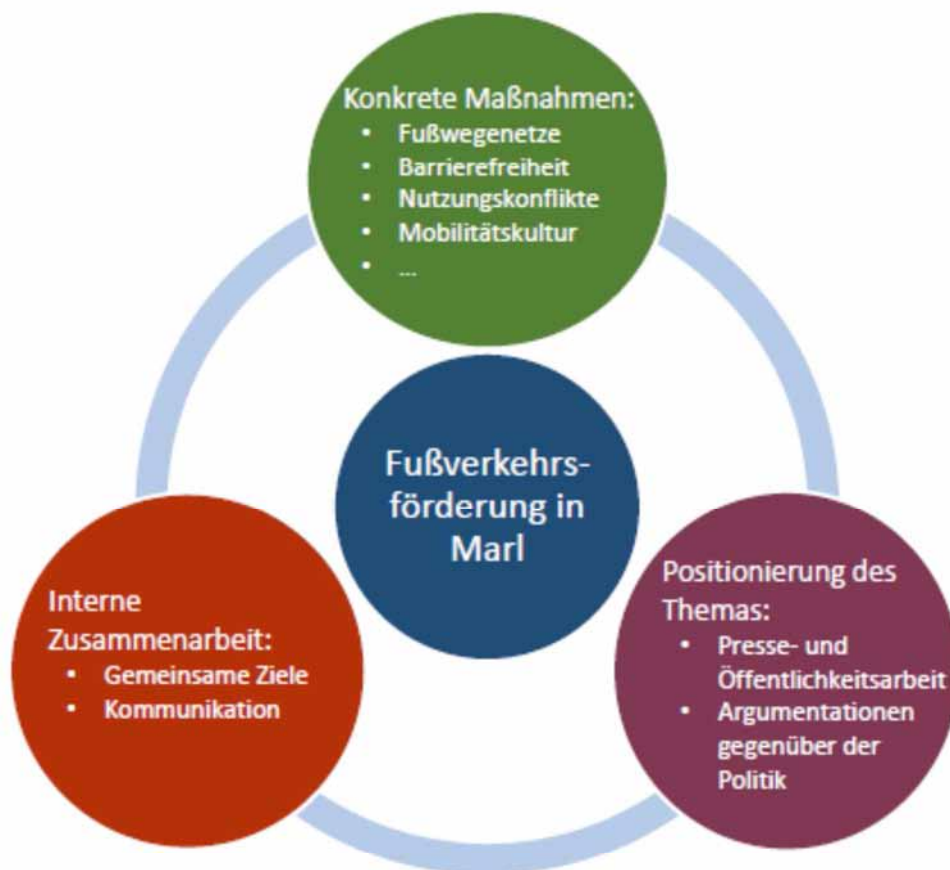 Konkrete Maßnahmen:
• Fußwegenetze
• Barrierefreiheit
• Nutzungskonflikte
• Mobilitätskultur
• ...
Fußverkehrs-
förderung in
Marl
Interne
Zusammenarbeit:
• Gemeinsame Ziele
• Kommunikation
Positionierung des
Themas:
• Presse- und
Öffentlichkeitsarbeit
• Argumentationen
gegenüber der
Politik